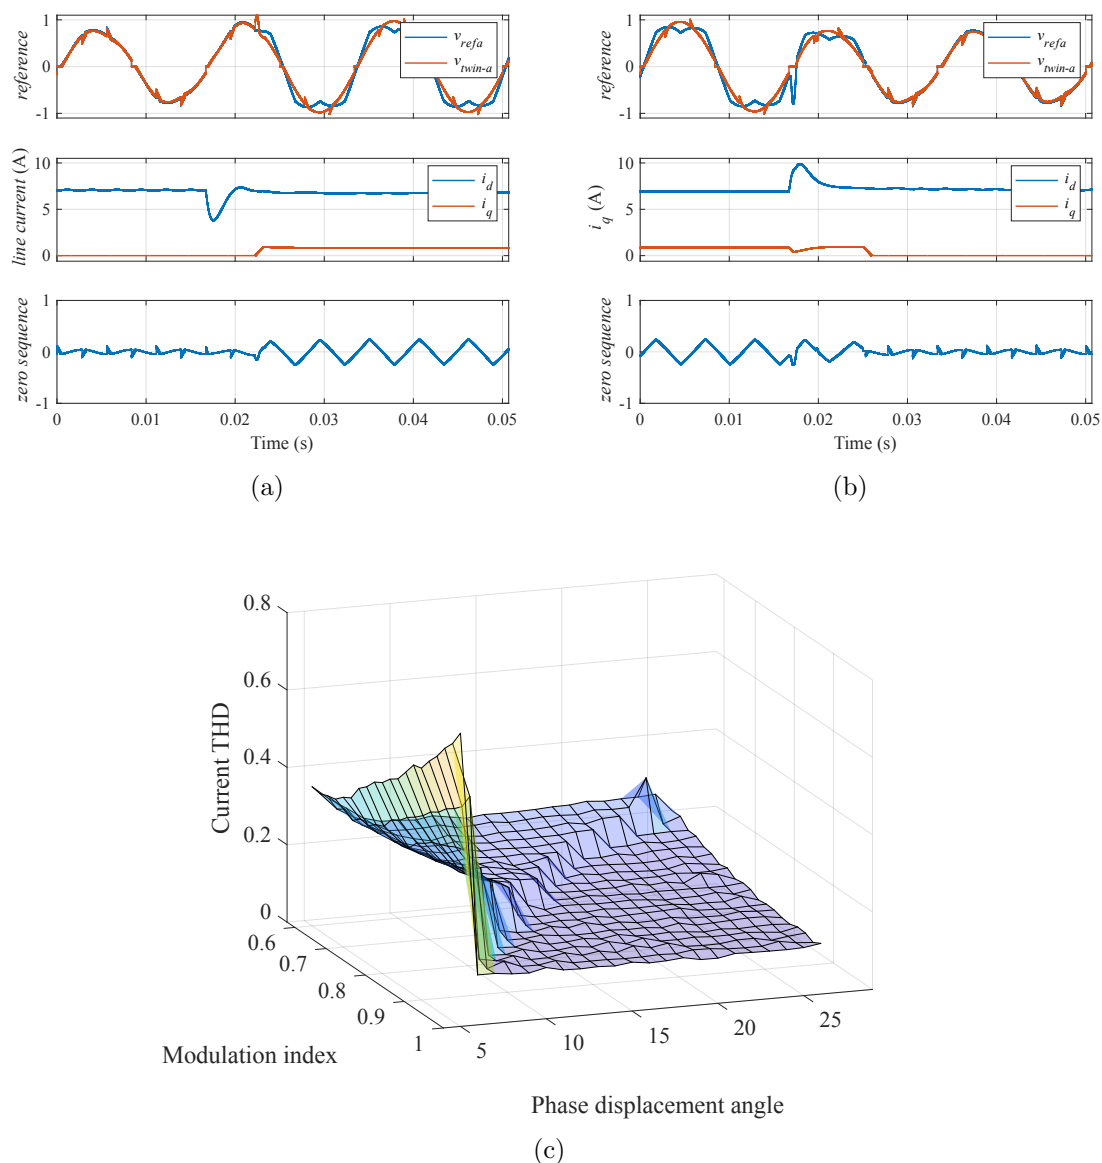 reference
1
0
-1
v_refa
v_twin-a
line current (A)
10
5
0
i_d
i_q
zero sequence
1
0
-1
0 0.01 0.02 0.03 0.04 0.05
Time (s)
(a)
reference
1
0
-1
v_refa
v_twin-a
i_q (A)
10
5
0
i_d
i_q
zero sequence
1
0
-1
0 0.01 0.02 0.03 0.04 0.05
Time (s)
(b)
Current THD
0.8
0.6
0.4
0.2
0
0.6
0.7
0.8
0.9
1
Modulation index
5 10 15 20 25
Phase displacement angle
(c)